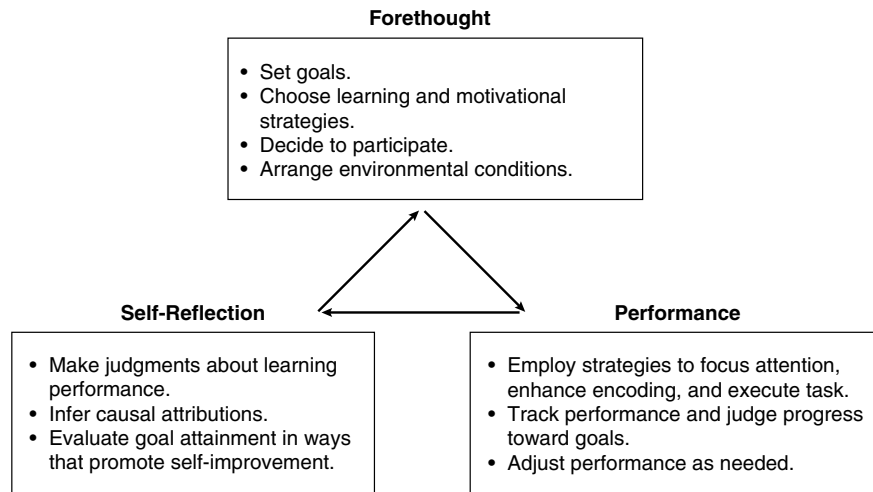 Forethought
• Set goals.
• Choose learning and motivational
strategies.
• Decide to participate.
• Arrange environmental conditions.
Self-Reflection
• Make judgments about learning
performance.
• Infer causal attributions.
• Evaluate goal attainment in ways
that promote self-improvement.
Performance
• Employ strategies to focus attention,
enhance encoding, and execute task.
• Track performance and judge progress
toward goals.
• Adjust performance as needed.